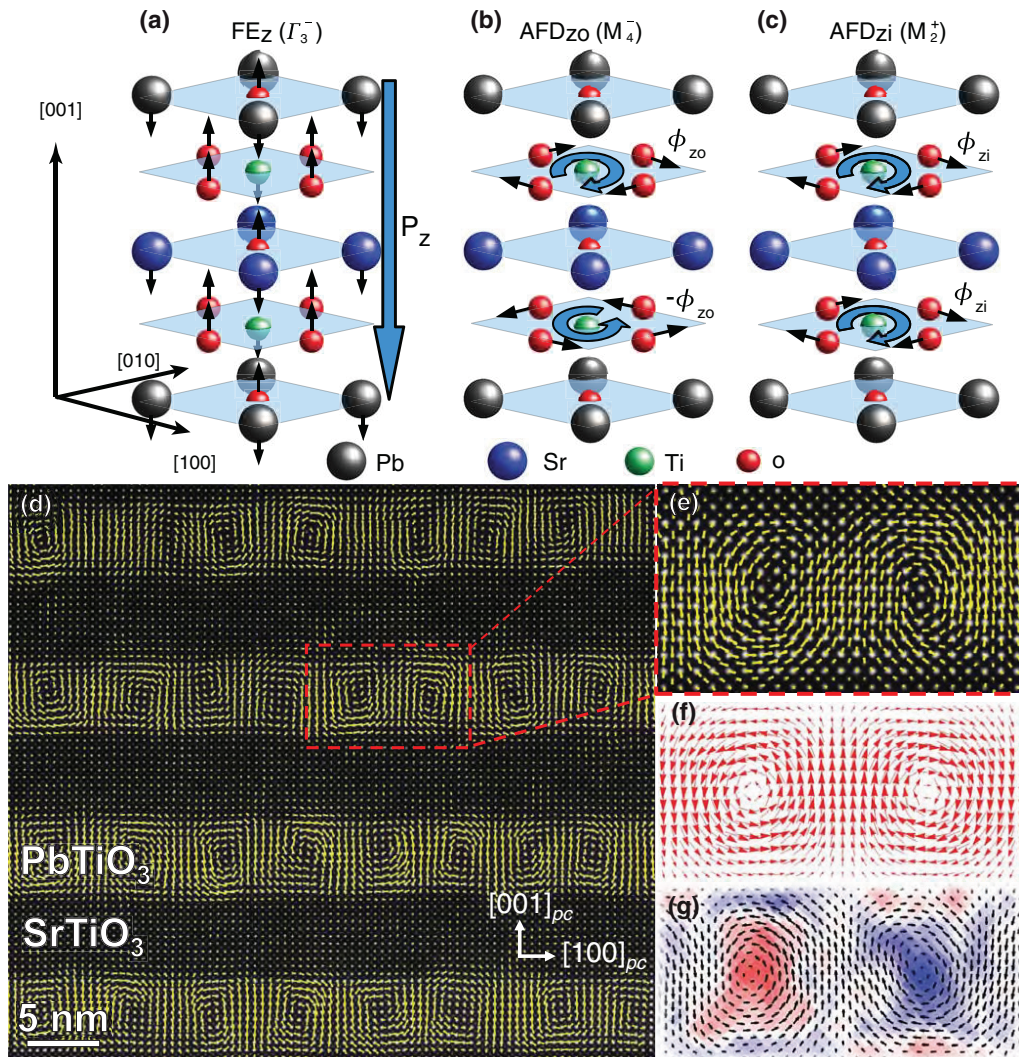 (a) (b) (c)
FEz (Γ₃⁻) AFDzo (M₄⁻) AFDzi (M₂⁺)
[001]
ϕzo ϕzi
Pz
-ϕzo ϕzi
[010]
[100]
Pb Sr Ti o
(d) (e)
(f)
PbTiO₃
(g)
SrTiO₃
[001]pc
[100]pc
5 nm